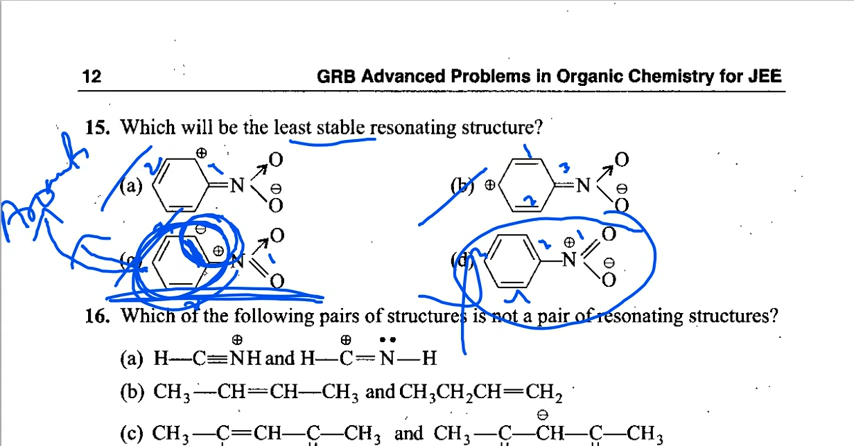 12 GRB Advanced Problems in Organic Chemistry for JEE
15. Which will be the least stable resonating structure?
(a) ⊕ =N →O ⊖ O
(b) ⊕ =N →O ⊖ O
⊖ ⊕ N →O =O
(d) ⊕ N =O ⊖ O
16. Which of the following pairs of structures is not a pair of resonating structures?
(a) H—C≡N⊕H and H—C⊕=N̈—H
(b) CH₃—CH=CH—CH₃ and CH₃CH₂CH=CH₂
(c) CH₃—C=CH—C—CH₃ and CH₃—C—CH⊖—C—CH₃